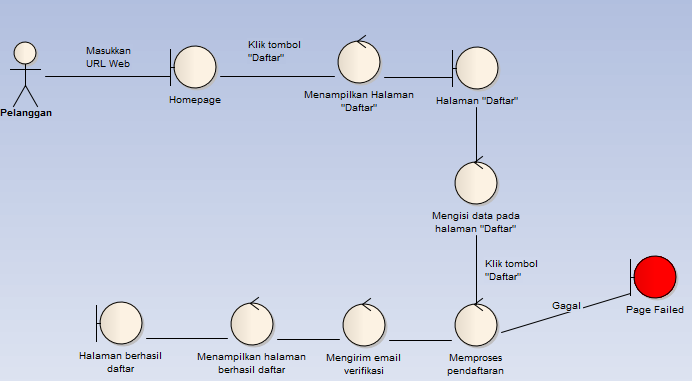 Masukkan
URL Web
Klik tombol
"Daftar"
Pelanggan
Homepage
Menampilkan Halaman
"Daftar"
Halaman "Daftar"
Mengisi data pada
halaman "Daftar"
Klik tombol
"Daftar"
Gagal
Page Failed
Halaman berhasil
daftar
Menampilkan halaman
berhasil daftar
Mengirim email
verifikasi
Memproses
pendaftaran